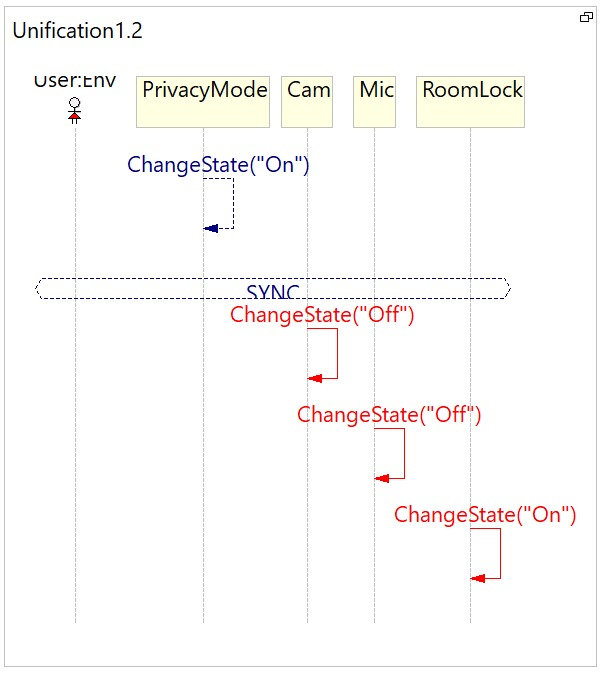 Unification1.2
User:Env
PrivacyMode
Cam
Mic
RoomLock
ChangeState("On")
SYNC
ChangeState("Off")
ChangeState("Off")
ChangeState("On")